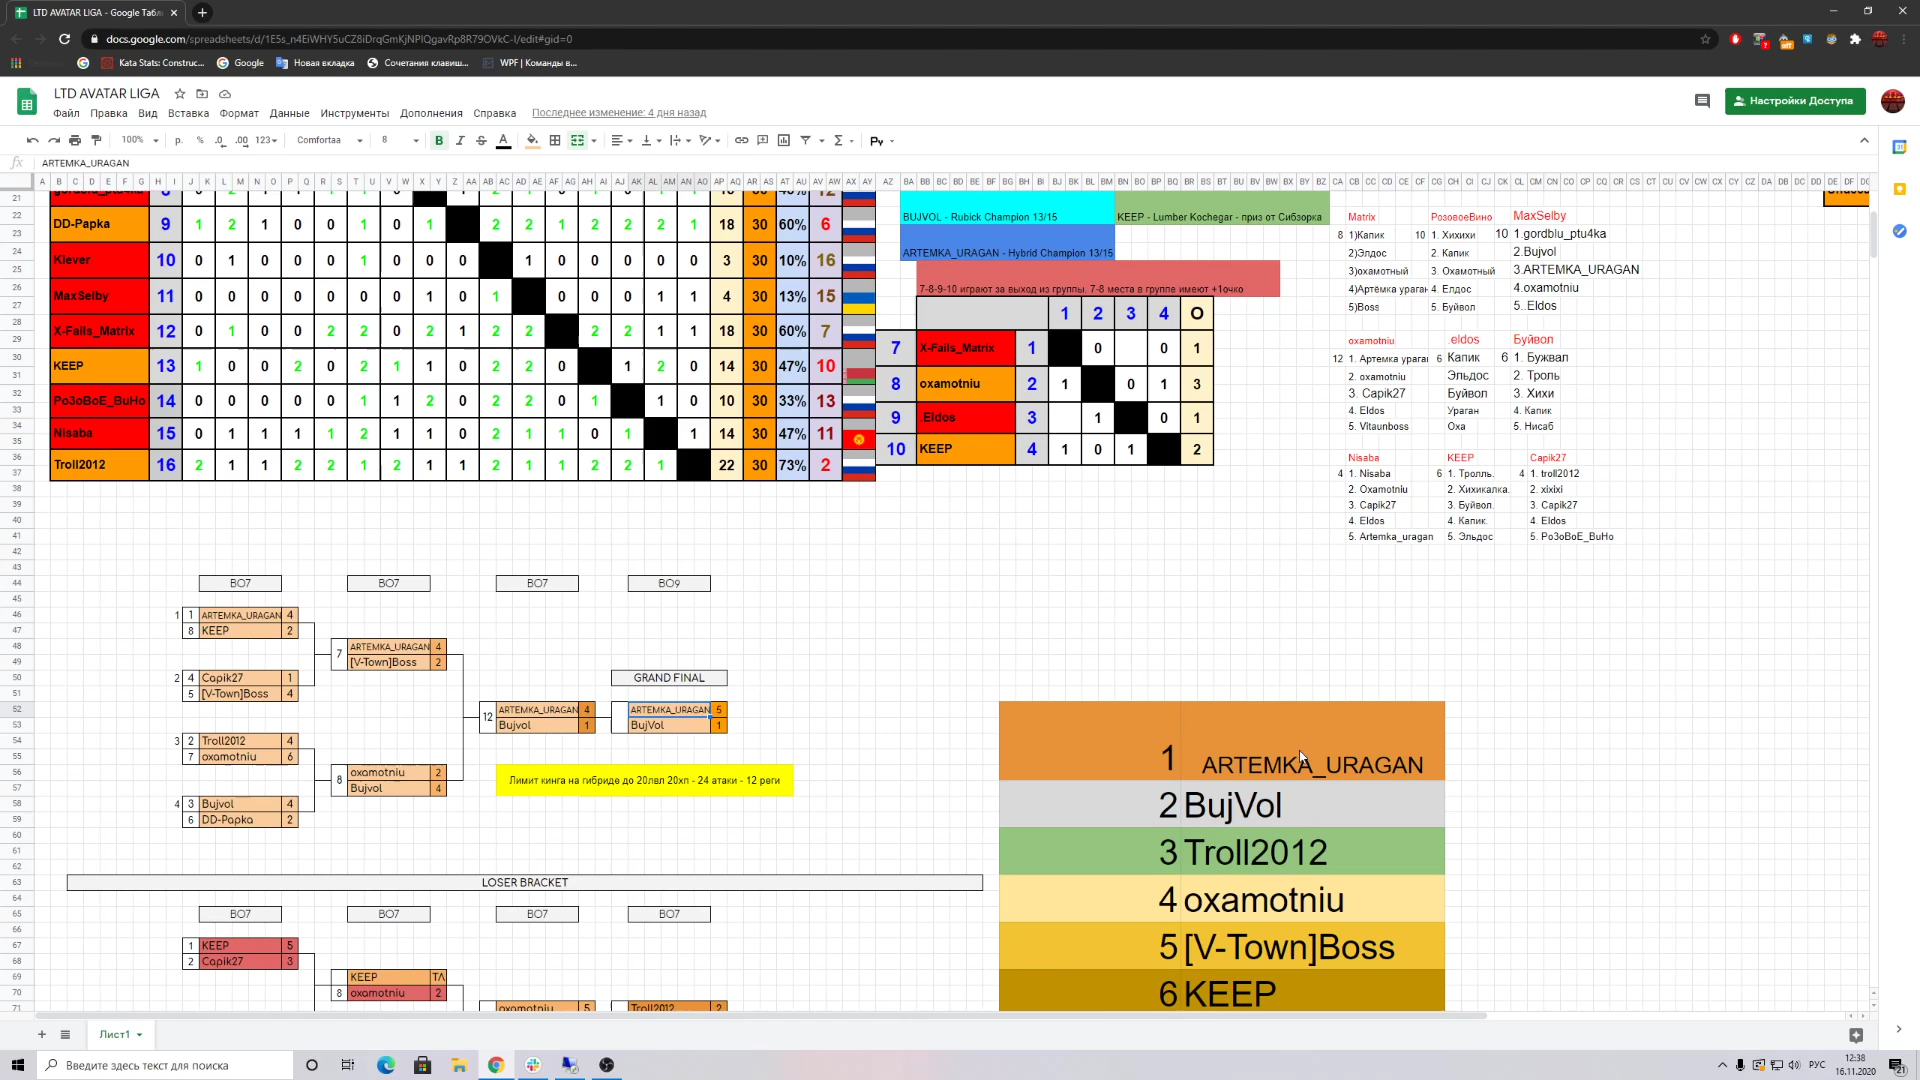 LTD AVATAR LIGA - Google Табл
docs.google.com/spreadsheets/d/1E5s_n4EiWHY5uCZ8iDrqGmKjNPlQgavRp8R79OVkC-I/edit#gid=0
Kata Stats: Construc... Google Новая вкладка Сочетания клавиш... WPF | Команды в...
LTD AVATAR LIGA
Файл Правка Вид Вставка Формат Данные Инструменты Дополнения Справка Последнее изменение: 4 дня назад
Настройки Доступа
100% р. % .0 .00 123 Comfortaa 8
ARTEMKA_URAGAN
DD-Papka 9 1 2 1 0 0 1 0 1 2 2 1 2 2 2 1 18 30 60% 6
Klever 10 0 1 0 0 0 1 0 0 0 1 0 0 0 0 0 3 30 10% 16
MaxSelby 11 0 0 0 0 0 0 0 1 0 1 0 0 0 1 1 4 30 13% 15
X-Fails_Matrix 12 0 1 0 0 2 2 0 2 1 2 2 2 2 1 1 18 30 60% 7
KEEP 13 1 0 0 2 0 2 1 1 0 2 2 0 1 2 0 14 30 47% 10
Po3oBoE_BuHo 14 0 0 0 0 0 1 1 2 0 2 2 0 1 1 0 10 30 33% 13
Nisaba 15 0 1 1 1 1 2 1 1 0 2 1 1 0 1 1 14 30 47% 11
Troll2012 16 2 1 1 2 2 1 2 1 1 2 1 1 2 2 1 22 30 73% 2
BUJVOL - Rubick Champion 13/15
KEEP - Lumber Kochegar - приз от Сибзорка
ARTEMKA_URAGAN - Hybrid Champion 13/15
7-8-9-10 играют за выход из группы. 7-8 места в группе имеют +1очко
1 2 3 4 O
7 X-Fails_Matrix 1 0 0 1
8 oxamotniu 2 1 0 1 3
9 .Eldos 3 1 0 1
10 KEEP 4 1 0 1 2
Matrix РозовоеВино MaxSelby
8 1)Капик 10 1. Хихихи 10 1.gordblu_ptu4ka
2)Элдос 2. Капик 2.Bujvol
3)охамотный 3. Охамотный 3.ARTEMKA_URAGAN
4)Артёмка ураган 4. Елдос 4.oxamotniu
5)Boss 5. Буйвол 5..Eldos
oxamotniu .eldos Буйвол
12 1. Артемка ураган 6 Капик 6 1. Бужвал
2. oxamotniu Эльдос 2. Троль
3. Capik27 Буйвол 3. Хихи
4. Eldos Ураган 4. Капик
5. Vitaunboss Оха 5. Нисаб
Nisaba KEEP Capik27
4 1. Nisaba 6 1. Тролль. 4 1. troll2012
2. Oxamotniu 2. Хихикалка. 2. xixixi
3. Capik27 3. Буйвол. 3. Capik27
4. Eldos 4. Капик. 4. Eldos
5. Artemka_uragan 5. Эльдос 5. Po3oBoE_BuHo
BO7 BO7 BO7 BO9
1 1 ARTEMKA_URAGAN 4
8 KEEP 2
7 ARTEMKA_URAGAN 4
[V-Town]Boss 2
2 4 Capik27 1
5 [V-Town]Boss 4
GRAND FINAL
12 ARTEMKA_URAGAN 4
Bujvol 1
ARTEMKA_URAGAN 5
BujVol 1
3 2 Troll2012 4
7 oxamotniu 6
8 oxamotniu 2
Bujvol 4
Лимит кинга на гибриде до 20лвл 20хп - 24 атаки - 12 реги
4 3 Bujvol 4
6 DD-Papka 2
LOSER BRACKET
BO7 BO7 BO7 BO7
1 KEEP 5
2 Capik27 3
KEEP ТЛ
8 oxamotniu 2
oxamotniu 5
Troll2012 2
1 ARTEMKA_URAGAN
2 BujVol
3 Troll2012
4 oxamotniu
5 [V-Town]Boss
6 KEEP
Лист1
Введите здесь текст для поиска
РУС
12:38
16.11.2020
21